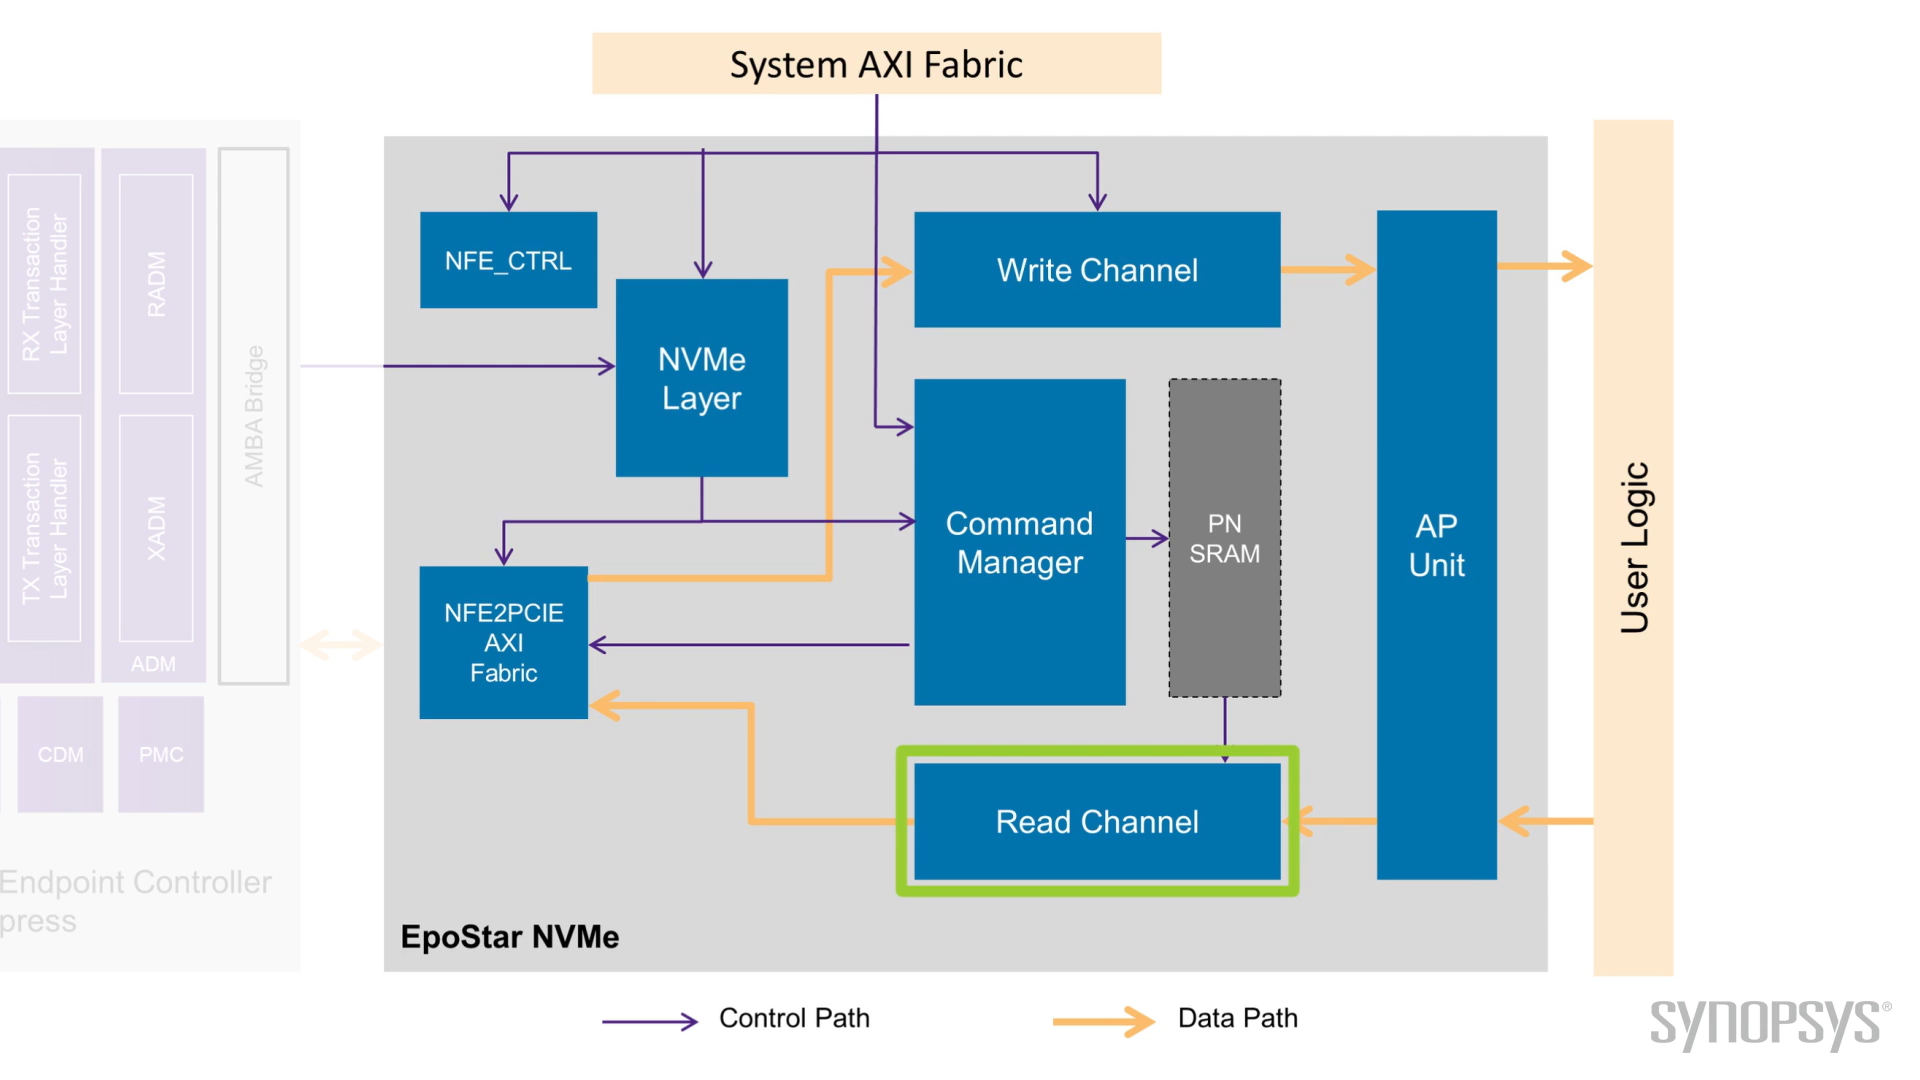 System AXI Fabric
RX Transaction
Layer Handler
RADM
TX Transaction
Layer Handler
XADM
ADM
AMBA Bridge
CDM
PMC
Endpoint Controller
press
NFE_CTRL
NVMe
Layer
NFE2PCIE
AXI
Fabric
Write Channel
Command
Manager
PN
SRAM
Read Channel
AP
Unit
User Logic
EpoStar NVMe
Control Path
Data Path
SYNOPSYS®